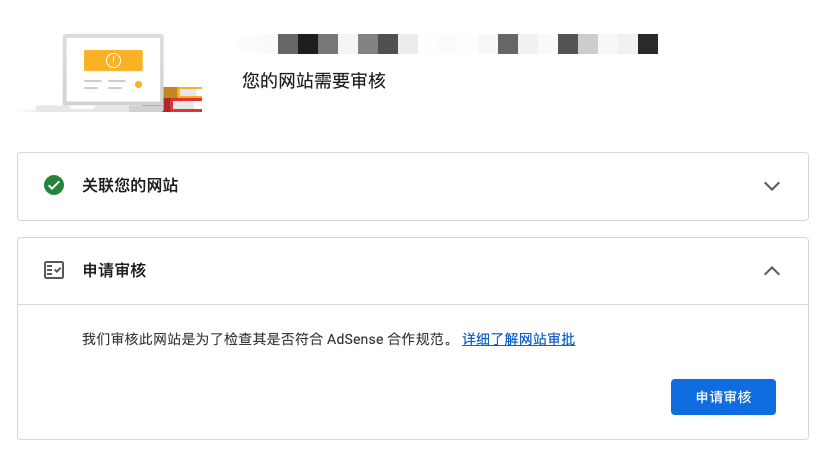 您的网站需要审核
关联您的网站
申请审核
我们审核此网站是为了检查其是否符合 AdSense 合作规范。 详细了解网站审批
申请审核